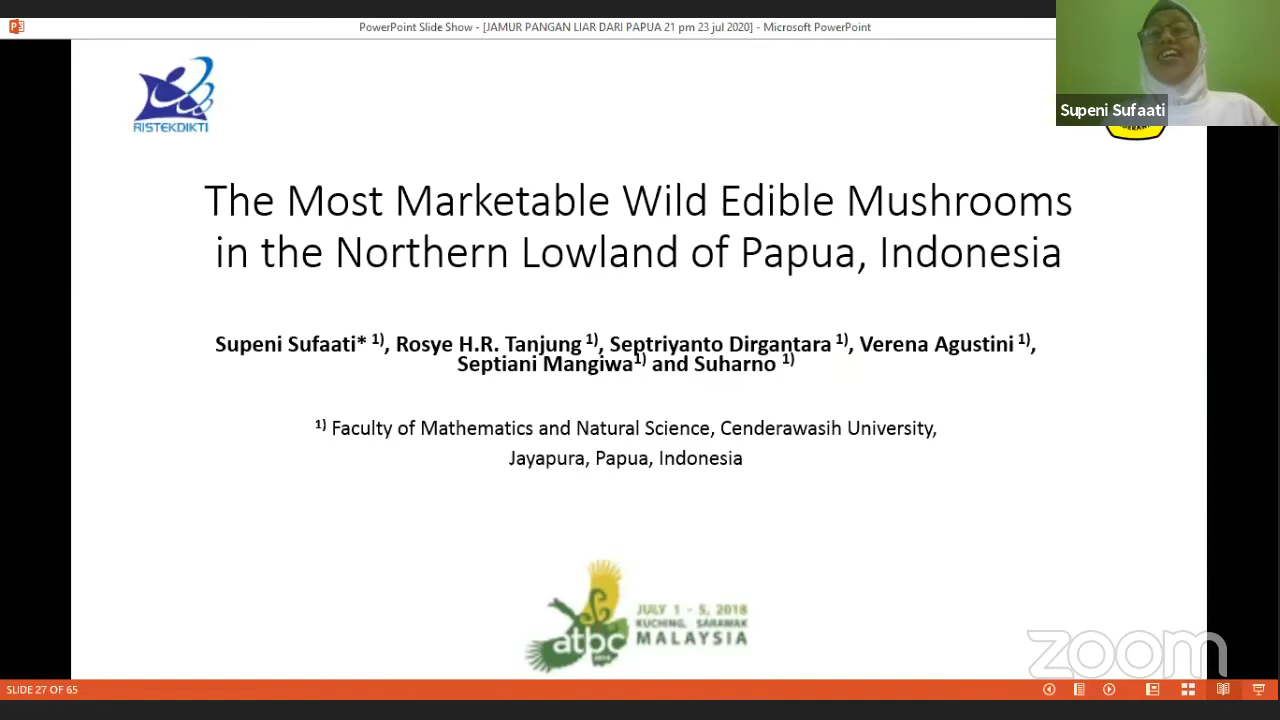 PowerPoint Slide Show - [JAMUR PANGAN LIAR DARI PAPUA 21 pm 23 jul 2020] - Microsoft PowerPoint
RISTEKDIKTI
Supeni Sufaati
The Most Marketable Wild Edible Mushrooms
in the Northern Lowland of Papua, Indonesia
Supeni Sufaati* 1), Rosye H.R. Tanjung 1), Septriyanto Dirgantara 1), Verena Agustini 1),
Septiani Mangiwa1) and Suharno 1)
1) Faculty of Mathematics and Natural Science, Cenderawasih University,
Jayapura, Papua, Indonesia
JULY 1 - 5, 2018
KUCHING, SARAWAK
MALAYSIA
atbc
2018
zoom
SLIDE 27 OF 65